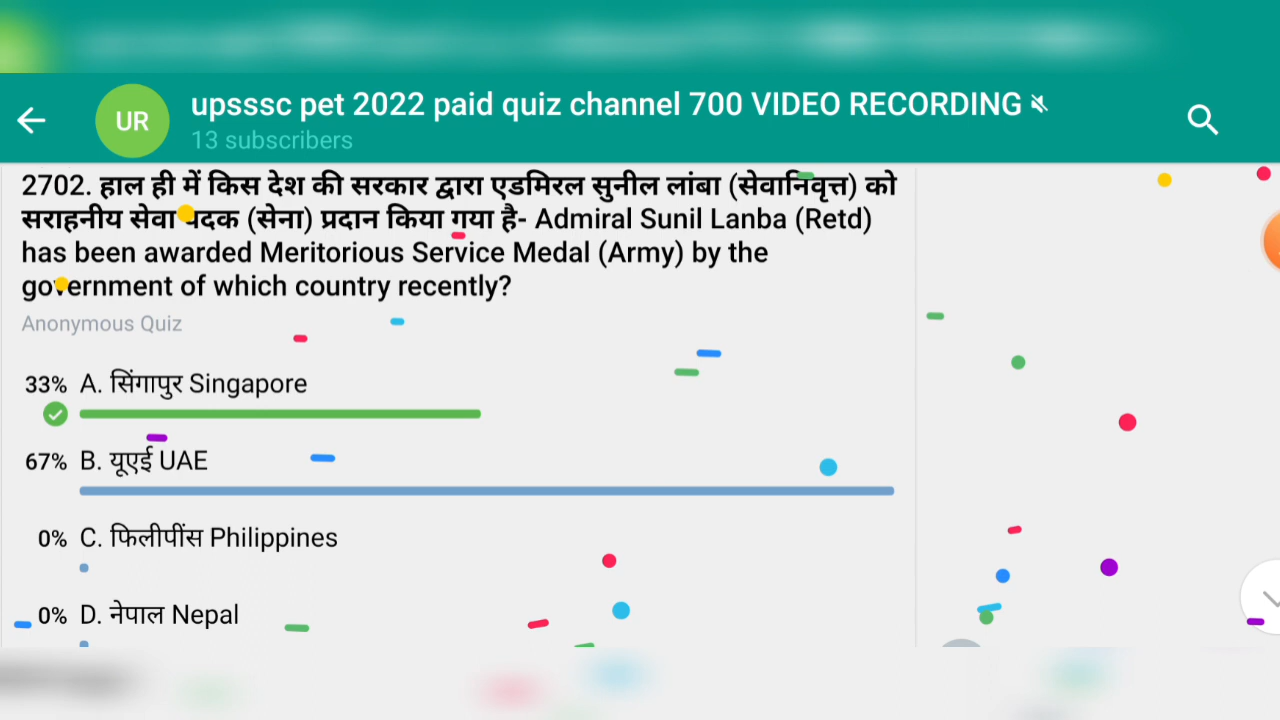 UR
upsssc pet 2022 paid quiz channel 700 VIDEO RECORDING
13 subscribers
2702. हाल ही में किस देश की सरकार द्वारा एडमिरल सुनील लांबा (सेवानिवृत्त) को
सराहनीय सेवा पदक (सेना) प्रदान किया गया है- Admiral Sunil Lanba (Retd)
has been awarded Meritorious Service Medal (Army) by the
government of which country recently?
Anonymous Quiz
33% A. सिंगापुर Singapore
67% B. यूएई UAE
0% C. फिलीपींस Philippines
0% D. नेपाल Nepal